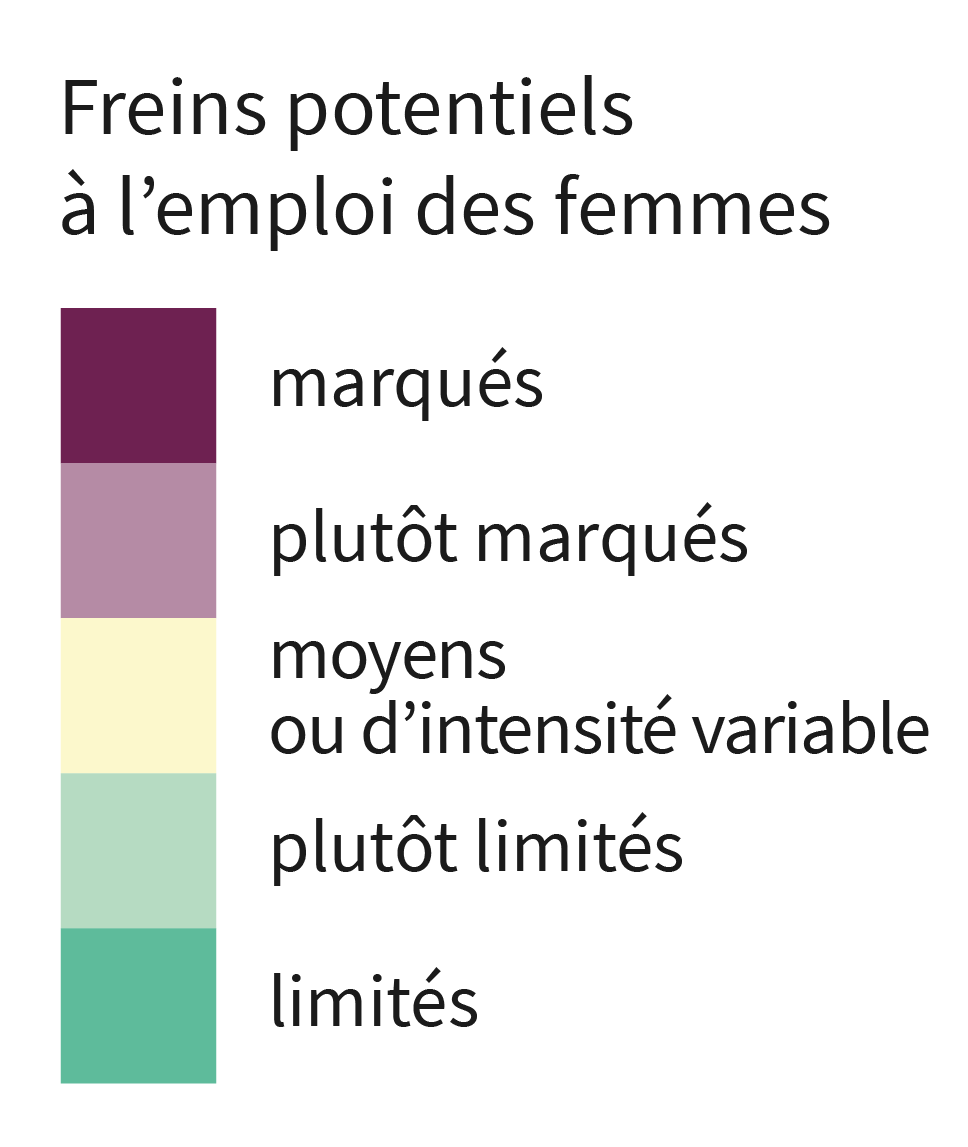 Freins potentiels
à l’emploi des femmes
marqués
plutôt marqués
moyens
ou d’intensité variable
plutôt limités
limités